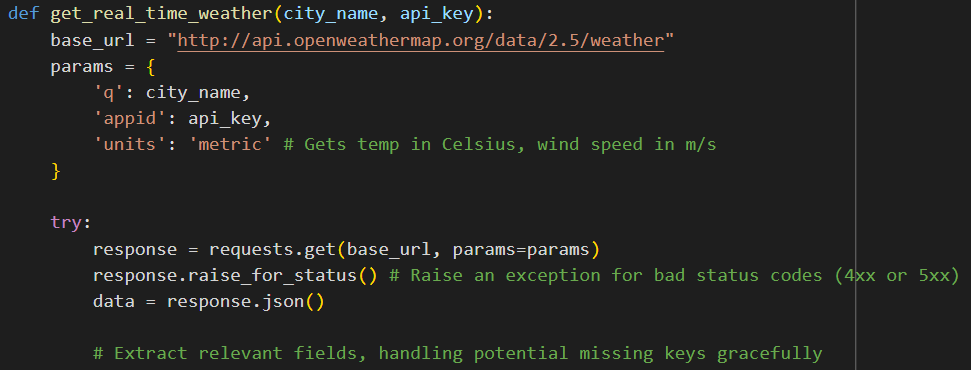 def get_real_time_weather(city_name, api_key):
    base_url = "http://api.openweathermap.org/data/2.5/weather"
    params = {
        'q': city_name,
        'appid': api_key,
        'units': 'metric' # Gets temp in Celsius, wind speed in m/s
    }
    try:
        response = requests.get(base_url, params=params)
        response.raise_for_status() # Raise an exception for bad status codes (4xx or 5xx)
        data = response.json()
        # Extract relevant fields, handling potential missing keys gracefully